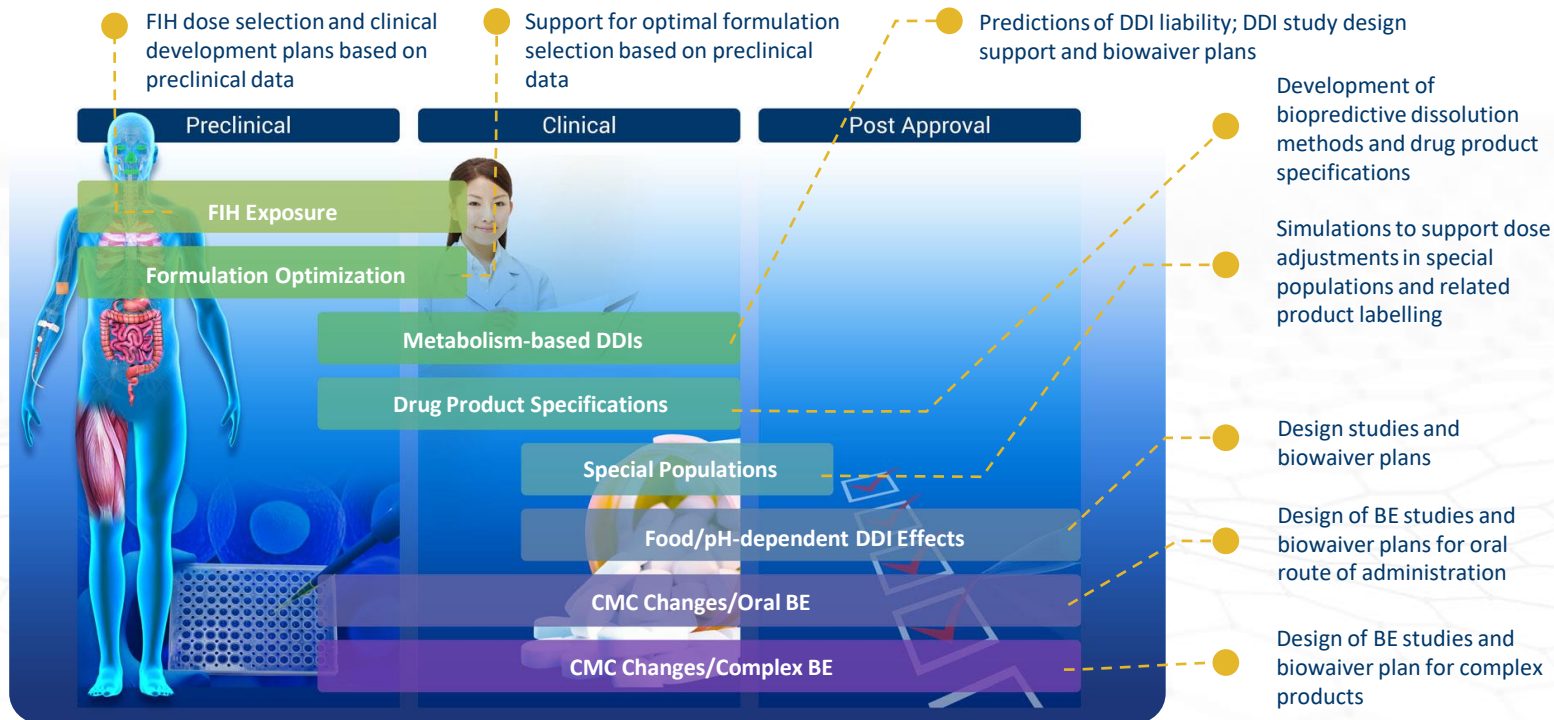 FIH dose selection and clinical
development plans based on
preclinical data
Support for optimal formulation
selection based on preclinical
data
Predictions of DDI liability; DDI study design
support and biowaiver plans
Development of
biopredictive dissolution
methods and drug product
specifications
Simulations to support dose
adjustments in special
populations and related
product labelling
Design studies and
biowaiver plans
Design of BE studies and
biowaiver plans for oral
route of administration
Design of BE studies and
biowaiver plan for complex
products
Preclinical
Clinical
Post Approval
FIH Exposure
Formulation Optimization
Metabolism-based DDIs
Drug Product Specifications
Special Populations
Food/pH-dependent DDI Effects
CMC Changes/Oral BE
CMC Changes/Complex BE